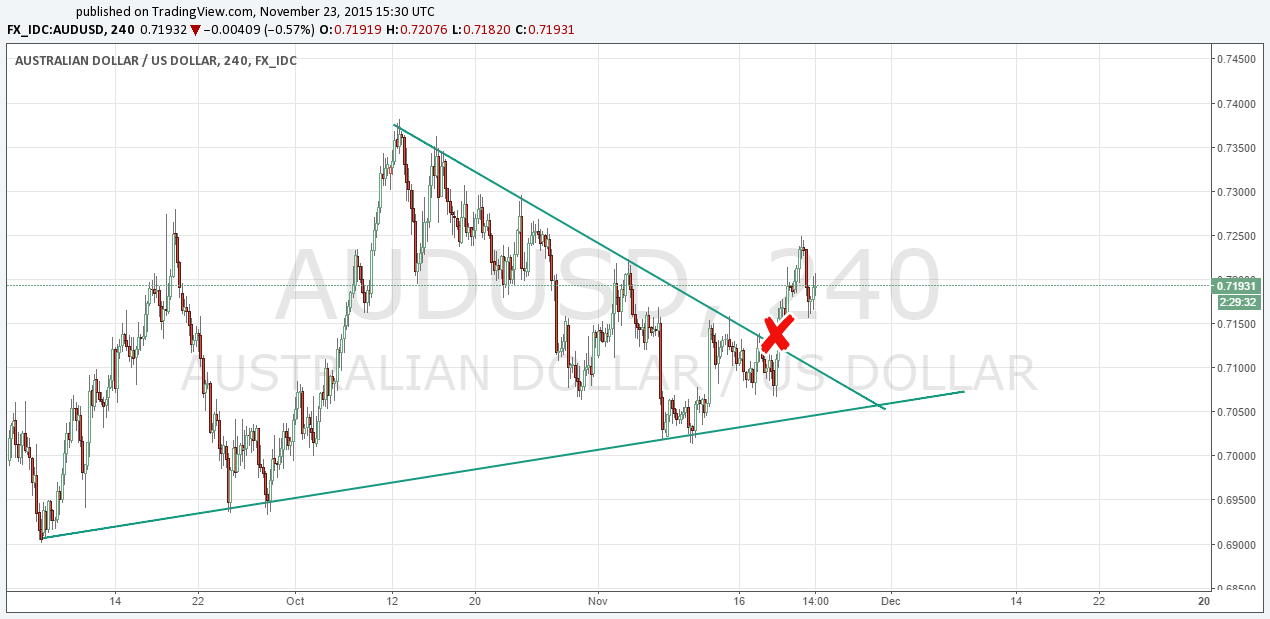 published on TradingView.com, November 23, 2015 15:30 UTC
FX_IDC:AUDUSD, 240 0.71932 ▼ −0.00409 (−0.57%) O:0.71919 H:0.72076 L:0.71820 C:0.71931
AUSTRALIAN DOLLAR / US DOLLAR, 240, FX_IDC
AUDUSD, 240
AUSTRALIAN DOLLAR / US DOLLAR
0.74500
0.74000
0.73500
0.73000
0.72500
0.72000
0.71931
2:29:32
0.71500
0.71000
0.70500
0.70000
0.69500
0.69000
0.68500
14 22 Oct 12 20 Nov 16 14:00 Dec 14 22 20